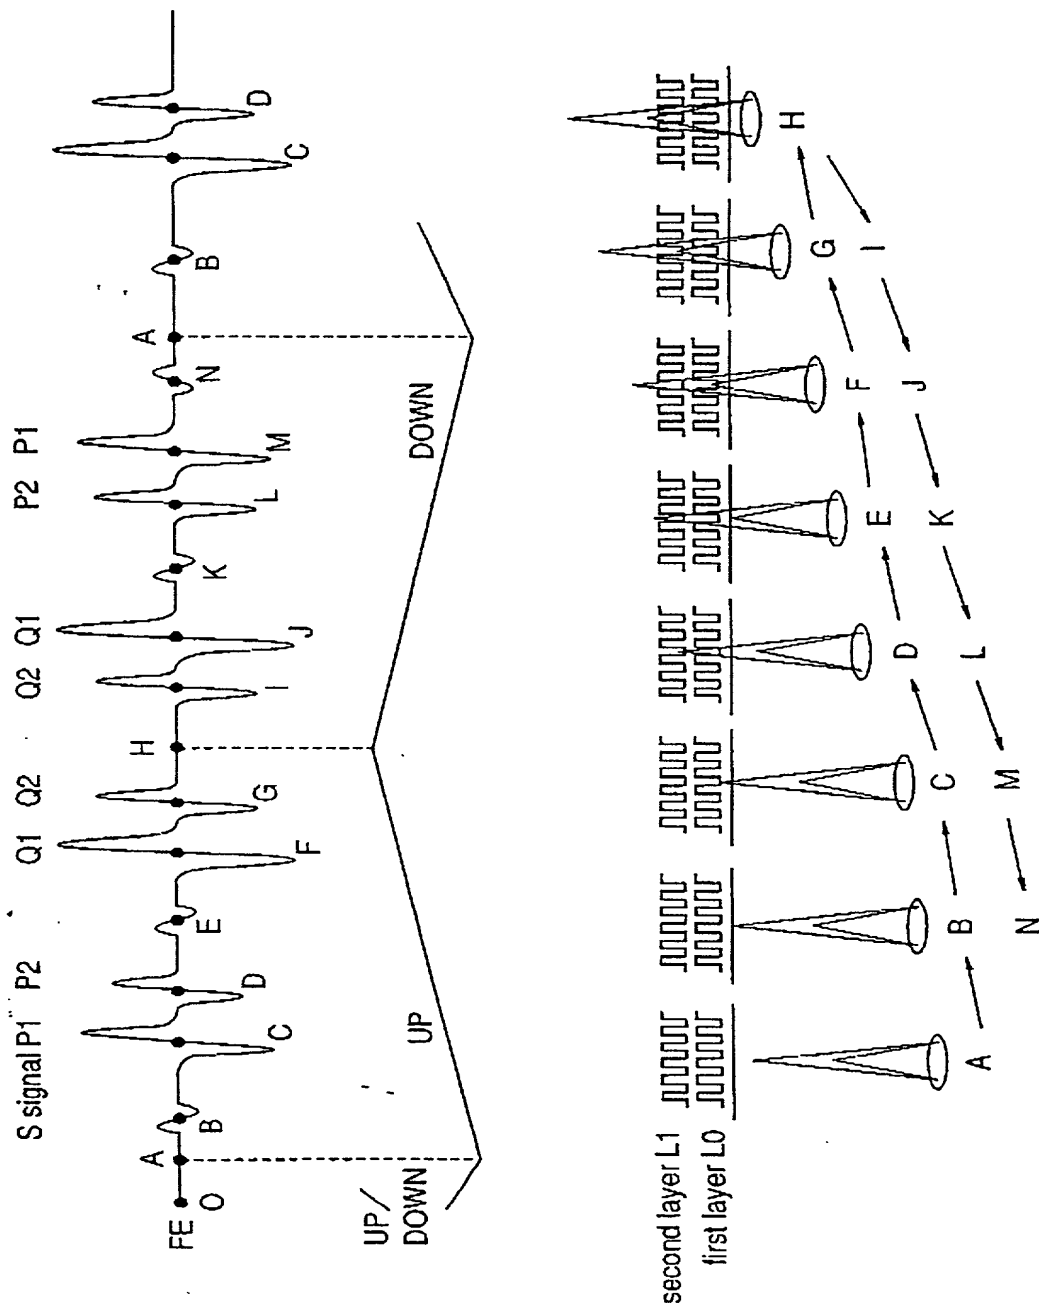 S signal P1 P2 Q1 Q2 Q2 Q1 P2 P1
FE O A B C D E F G H I J K L M N A B C D
UP/
DOWN
UP
DOWN
second layer L1
first layer L0
A B C D E F G H
N M L K J I